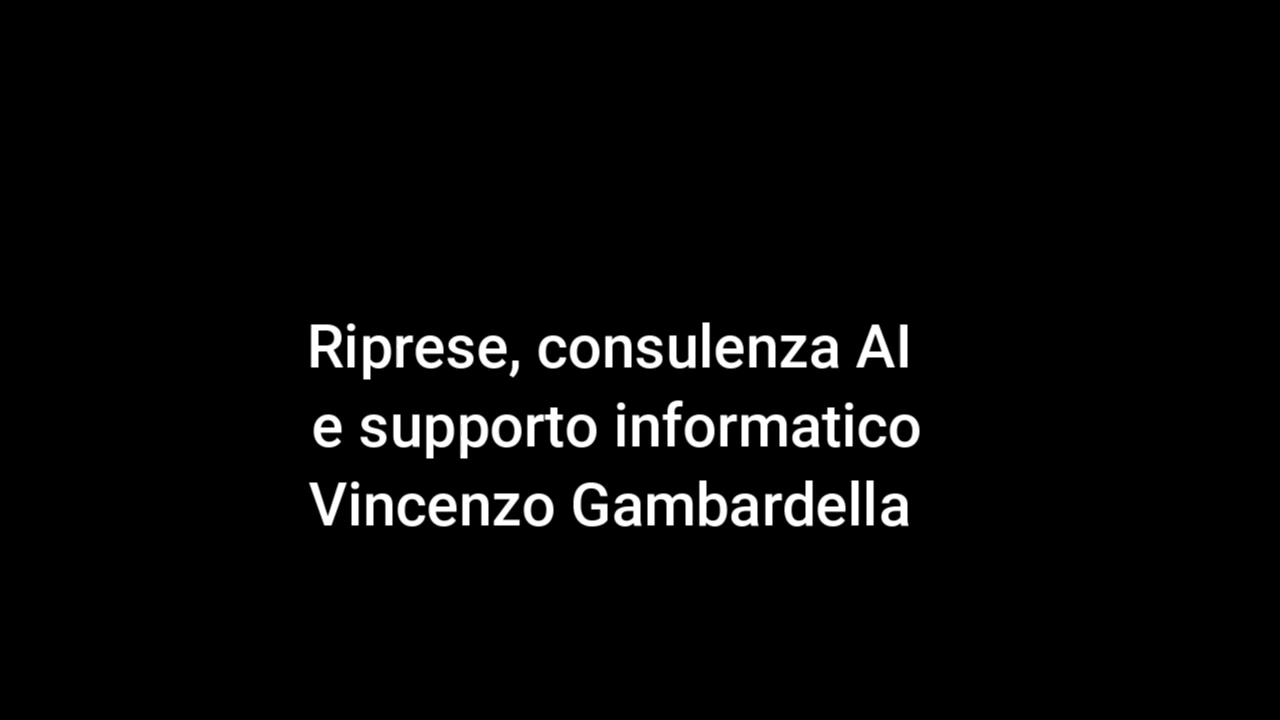 Riprese, consulenza AI
e supporto informatico
Vincenzo Gambardella